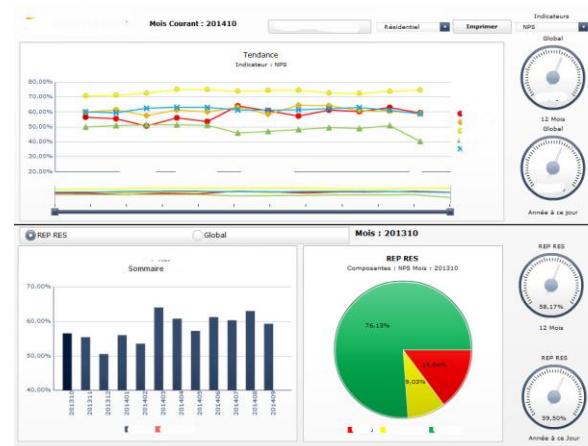 Mois Courant : 201410
Résidentiel
Imprimer
Indicateurs
NPS
Global
Tendance
Indicateur : NPS
80.00%
70.00%
60.00%
50.00%
40.00%
30.00%
20.00%
12 Mois
Global
Année à ce jour
REP RES
Global
Mois : 201310
Sommaire
70.00%
60.00%
50.00%
40.00%
201310
201311
201312
201401
201402
201403
201404
201405
201406
201407
201408
201409
REP RES
Composantes : NPS Mois : 201310
76,13%
9,03%
REP RES
58,17%
12 Mois
REP RES
59,50%
Année à ce Jour